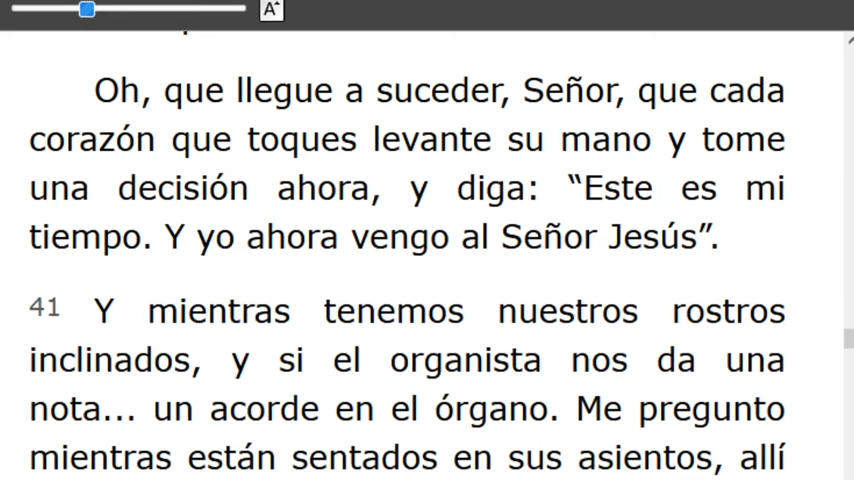 A
Oh, que llegue a suceder, Señor, que cada
corazón que toques levante su mano y tome
una decisión ahora, y diga: “Este es mi
tiempo. Y yo ahora vengo al Señor Jesús”.
41 Y mientras tenemos nuestros rostros
inclinados, y si el organista nos da una
nota... un acorde en el órgano. Me pregunto
mientras están sentados en sus asientos, allí